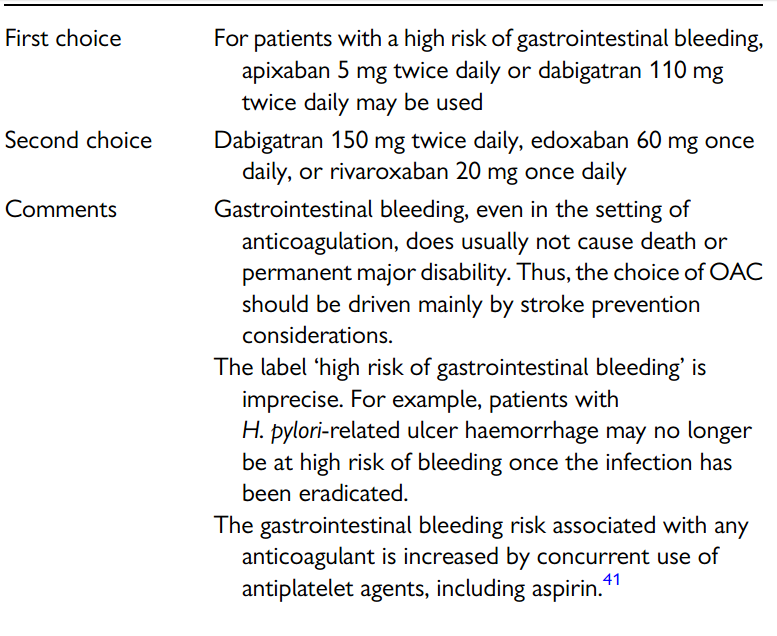 First choice For patients with a high risk of gastrointestinal bleeding,
apixaban 5 mg twice daily or dabigatran 110 mg
twice daily may be used
Second choice Dabigatran 150 mg twice daily, edoxaban 60 mg once
daily, or rivaroxaban 20 mg once daily
Comments Gastrointestinal bleeding, even in the setting of
anticoagulation, does usually not cause death or
permanent major disability. Thus, the choice of OAC
should be driven mainly by stroke prevention
considerations.
The label ‘high risk of gastrointestinal bleeding’ is
imprecise. For example, patients with
H. pylori-related ulcer haemorrhage may no longer
be at high risk of bleeding once the infection has
been eradicated.
The gastrointestinal bleeding risk associated with any
anticoagulant is increased by concurrent use of
antiplatelet agents, including aspirin.41